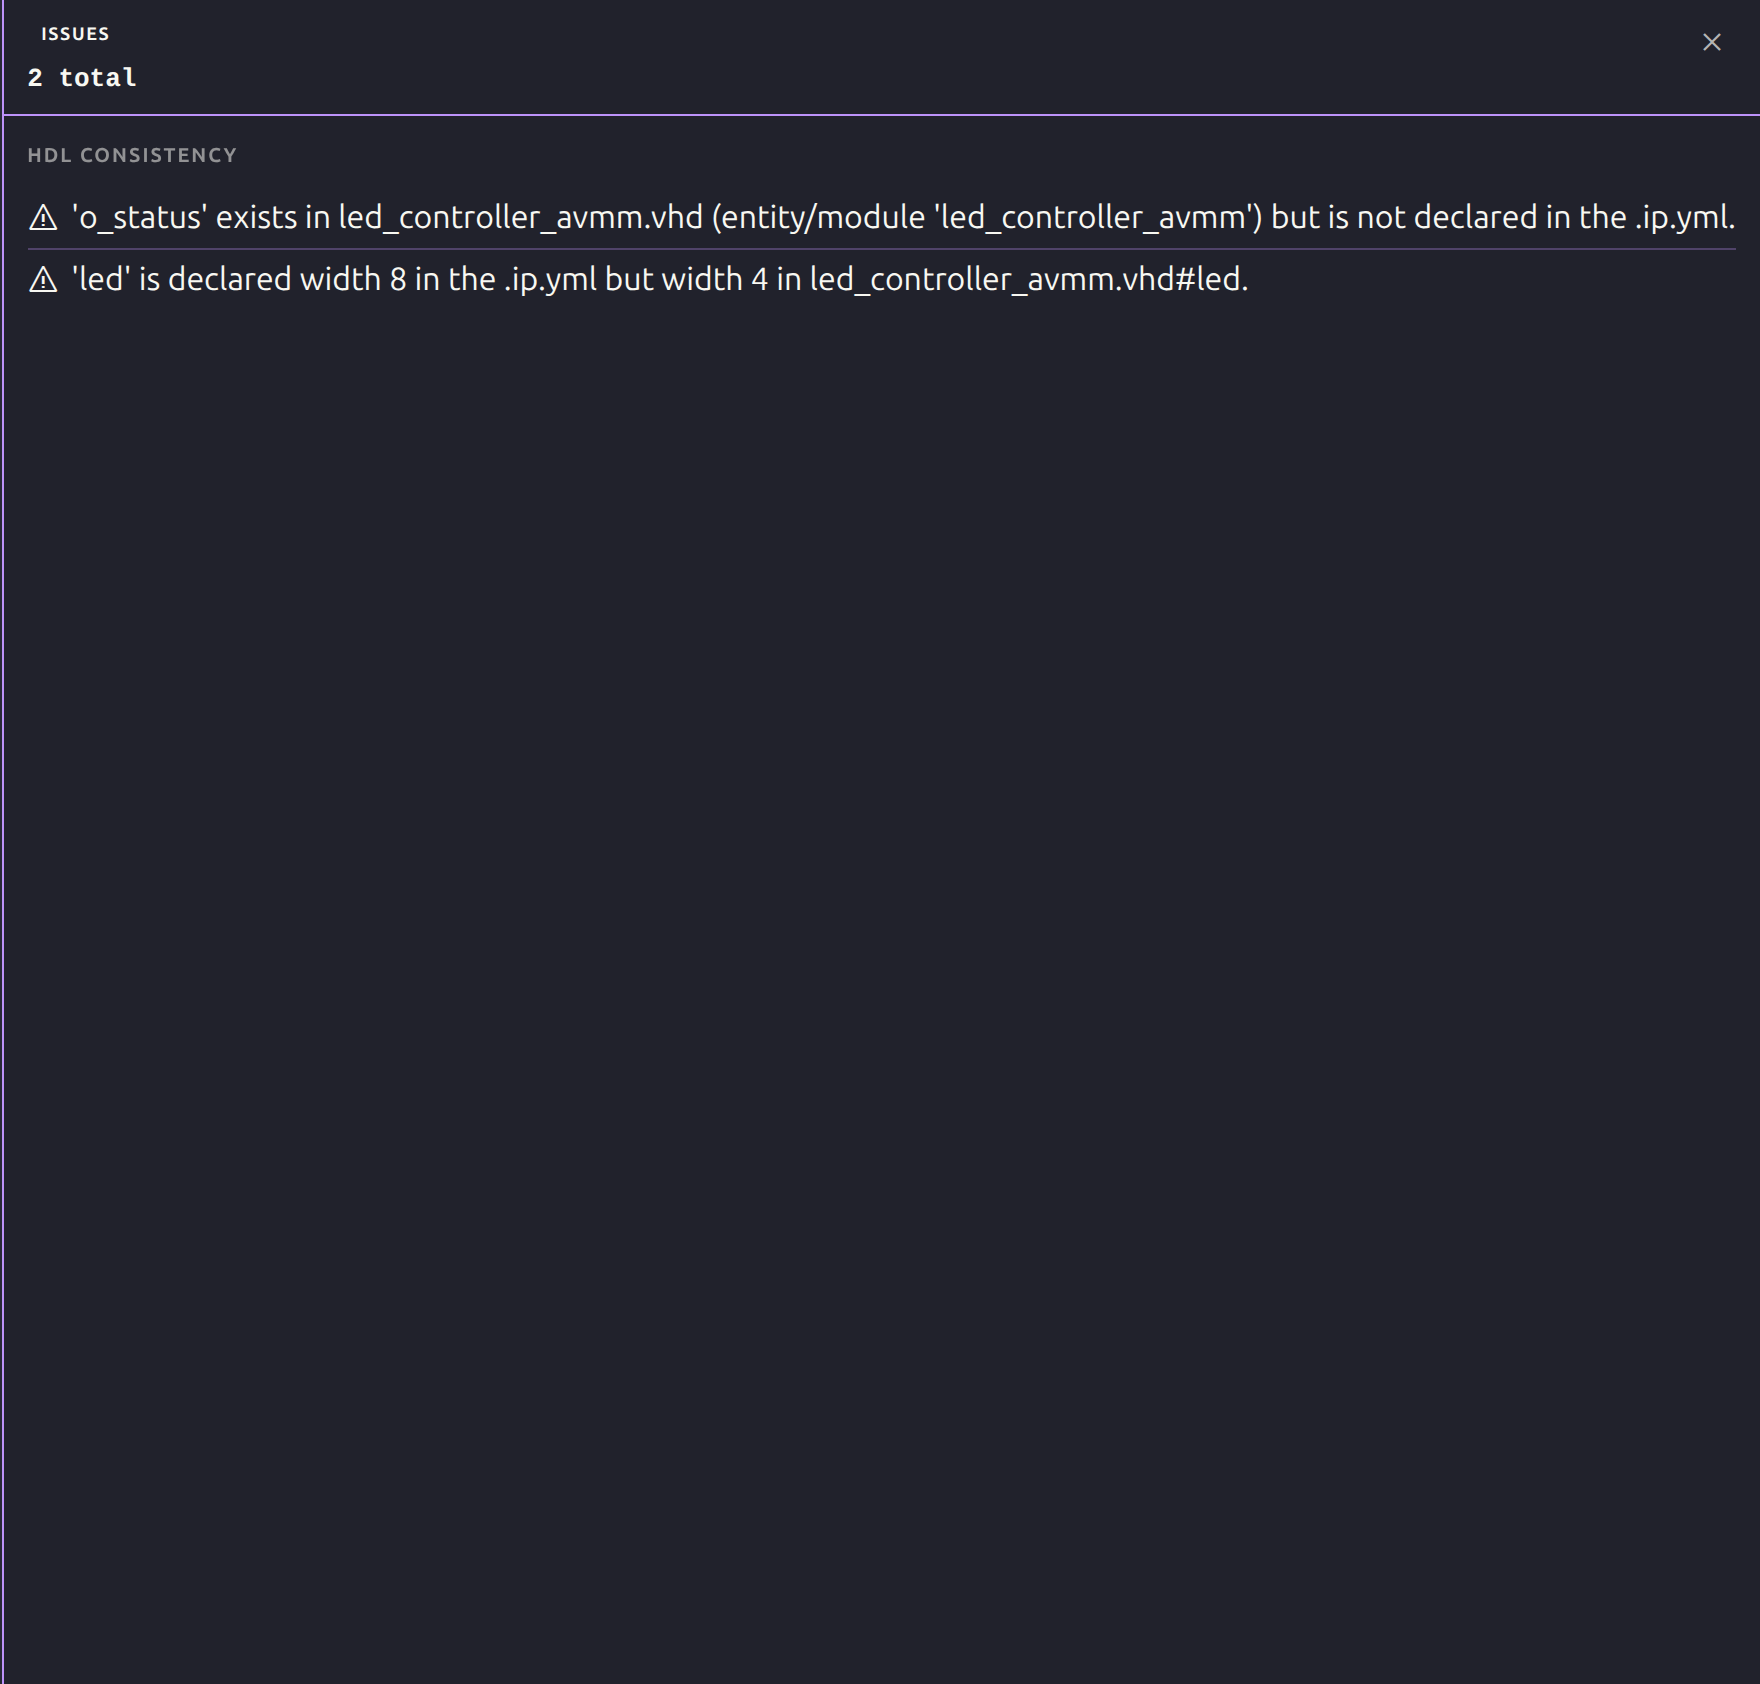 ISSUES
2 total
HDL CONSISTENCY
'o_status' exists in led_controller_avmm.vhd (entity/module 'led_controller_avmm') but is not declared in the .ip.yml.
'led' is declared width 8 in the .ip.yml but width 4 in led_controller_avmm.vhd#led.